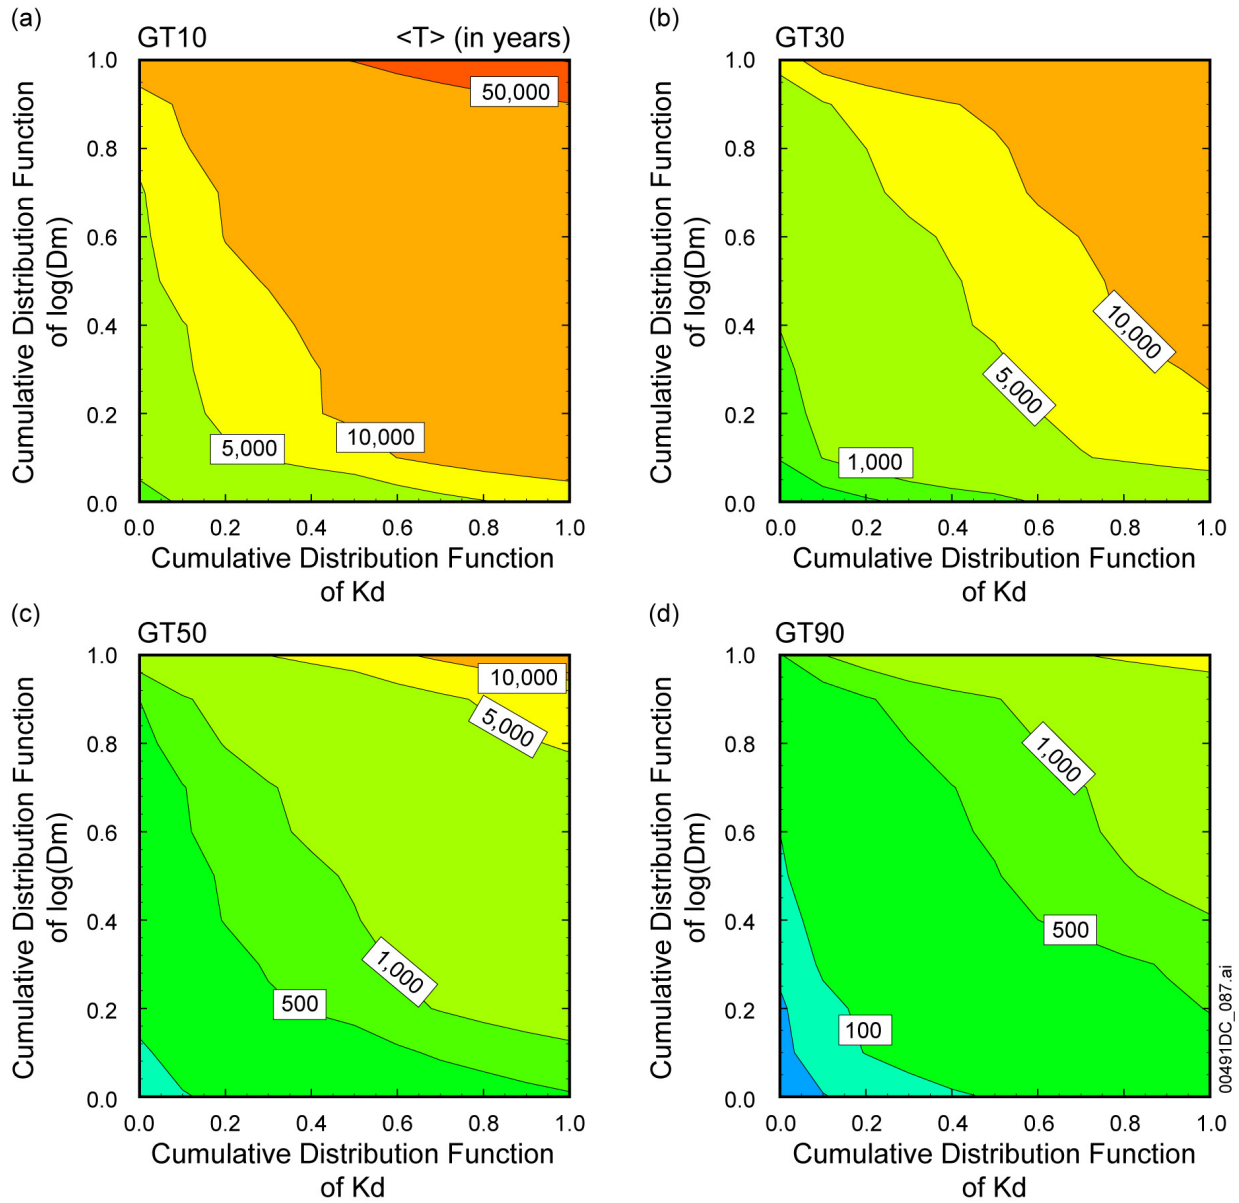 (a)
GT10
<T> (in years)
1.0
0.8
0.6
0.4
0.2
0.0
50,000
10,000
5,000
0.0 0.2 0.4 0.6 0.8 1.0
Cumulative Distribution Function
of log(Dm)
Cumulative Distribution Function
of Kd
(b)
GT30
1.0
0.8
0.6
0.4
0.2
0.0
10,000
5,000
1,000
0.0 0.2 0.4 0.6 0.8 1.0
Cumulative Distribution Function
of log(Dm)
Cumulative Distribution Function
of Kd
(c)
GT50
1.0
0.8
0.6
0.4
0.2
0.0
10,000
5,000
1,000
500
0.0 0.2 0.4 0.6 0.8 1.0
Cumulative Distribution Function
of log(Dm)
Cumulative Distribution Function
of Kd
(d)
GT90
1.0
0.8
0.6
0.4
0.2
0.0
1,000
500
100
0.0 0.2 0.4 0.6 0.8 1.0
Cumulative Distribution Function
of log(Dm)
Cumulative Distribution Function
of Kd
00491DC_087.ai